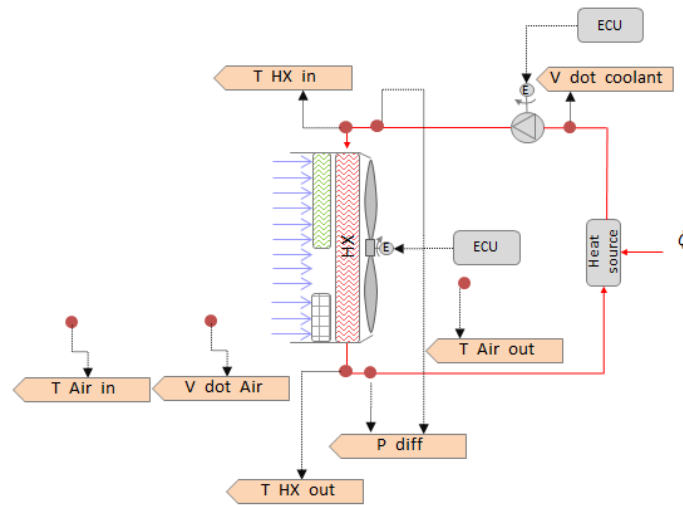 ECU
T HX in
V dot coolant
E
HX
E
ECU
Heat
source
T Air out
T Air in
V dot Air
P diff
T HX out